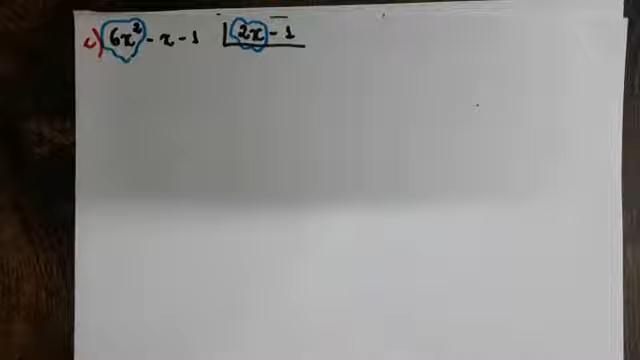 c) 6x² - x - 1 2x - 1